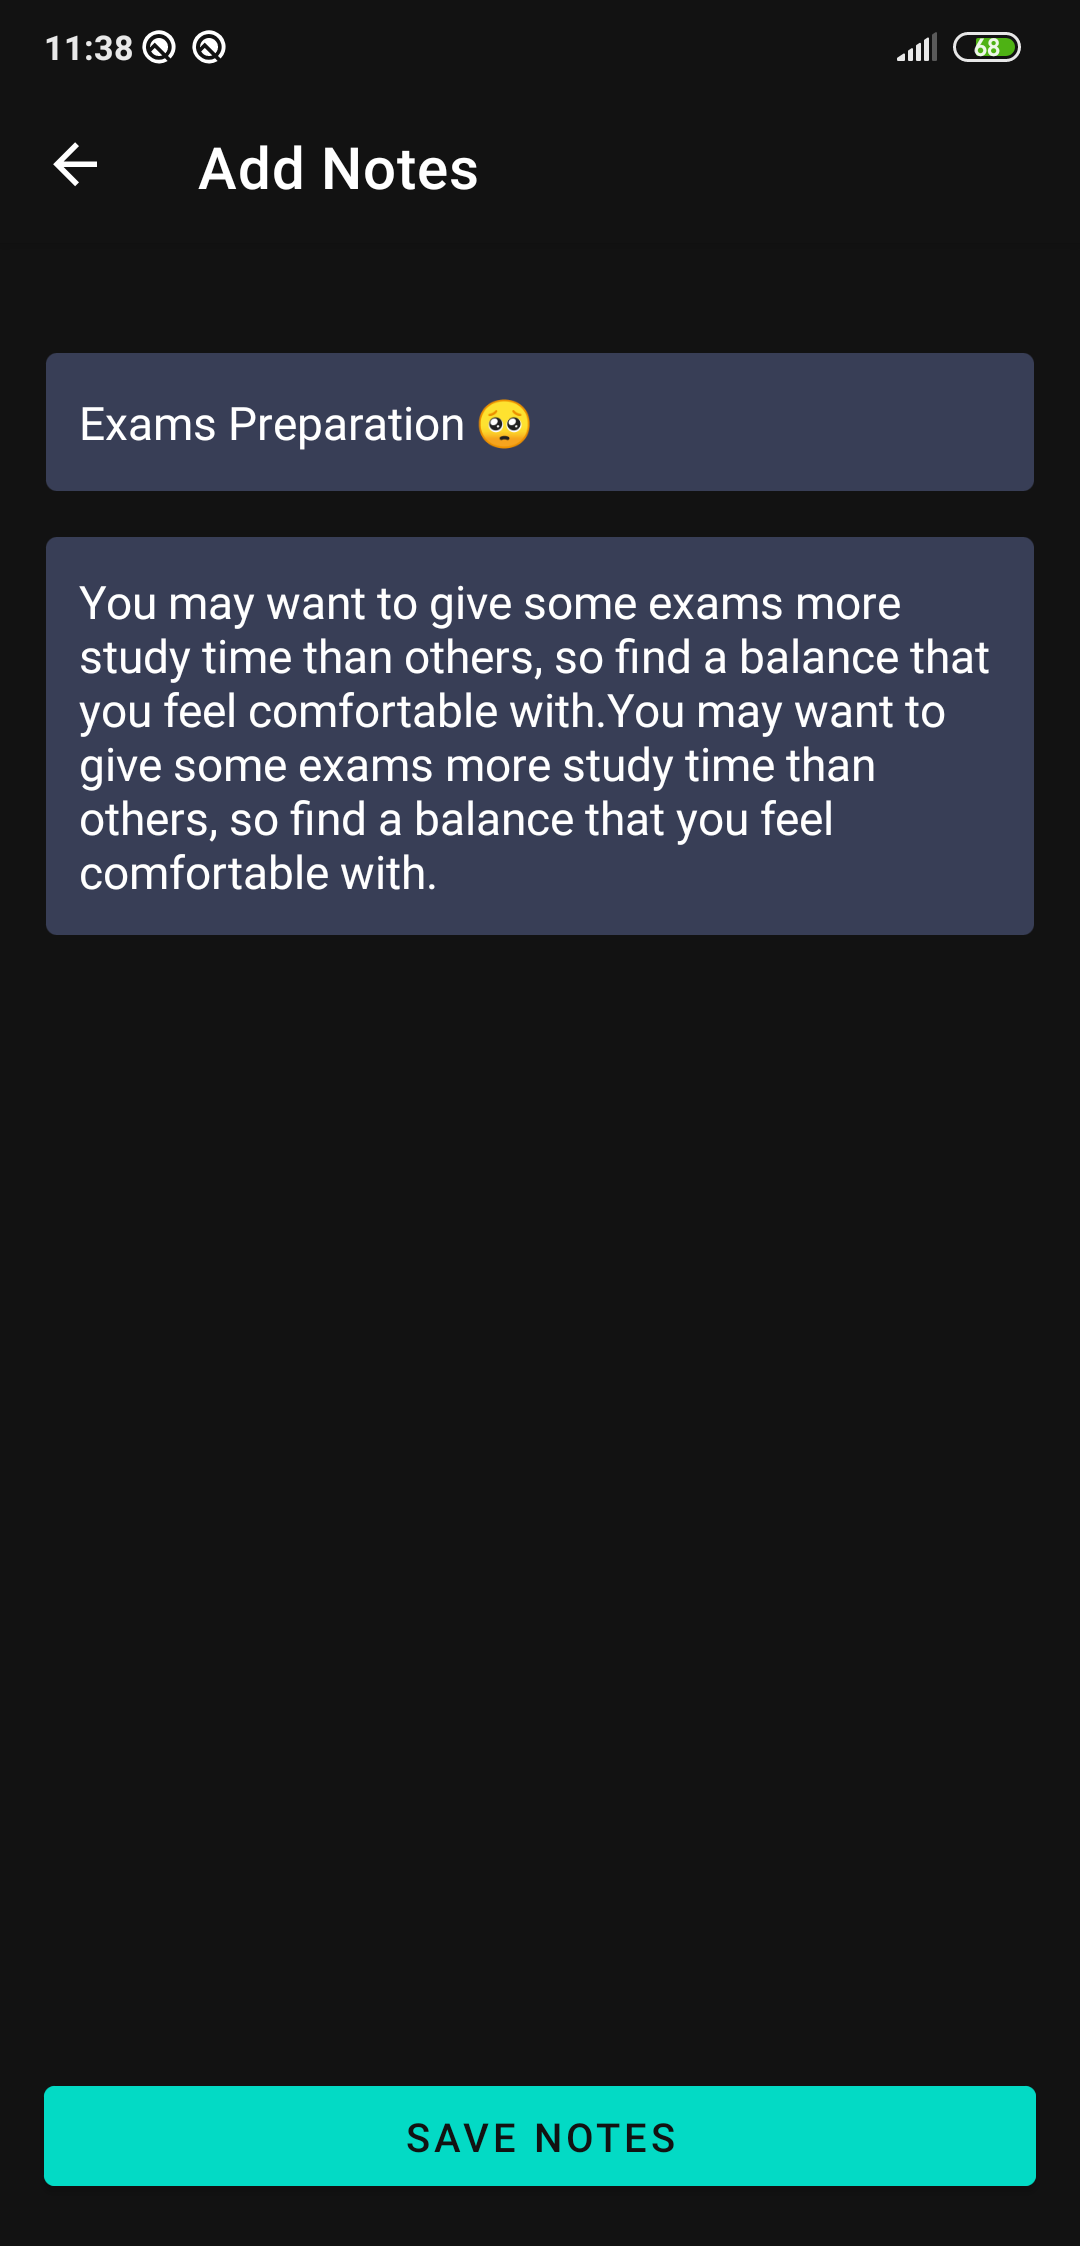 11:38
68
Add Notes
Exams Preparation 🥺
You may want to give some exams more
study time than others, so find a balance that
you feel comfortable with.You may want to
give some exams more study time than
others, so find a balance that you feel
comfortable with.
SAVE NOTES